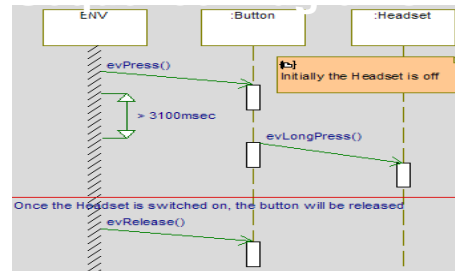 ENV
:Button
:Headset
evPress()
Initially the Headset is off
> 3100msec
evLongPress()
Once the Headset is switched on, the button will be released
evRelease()